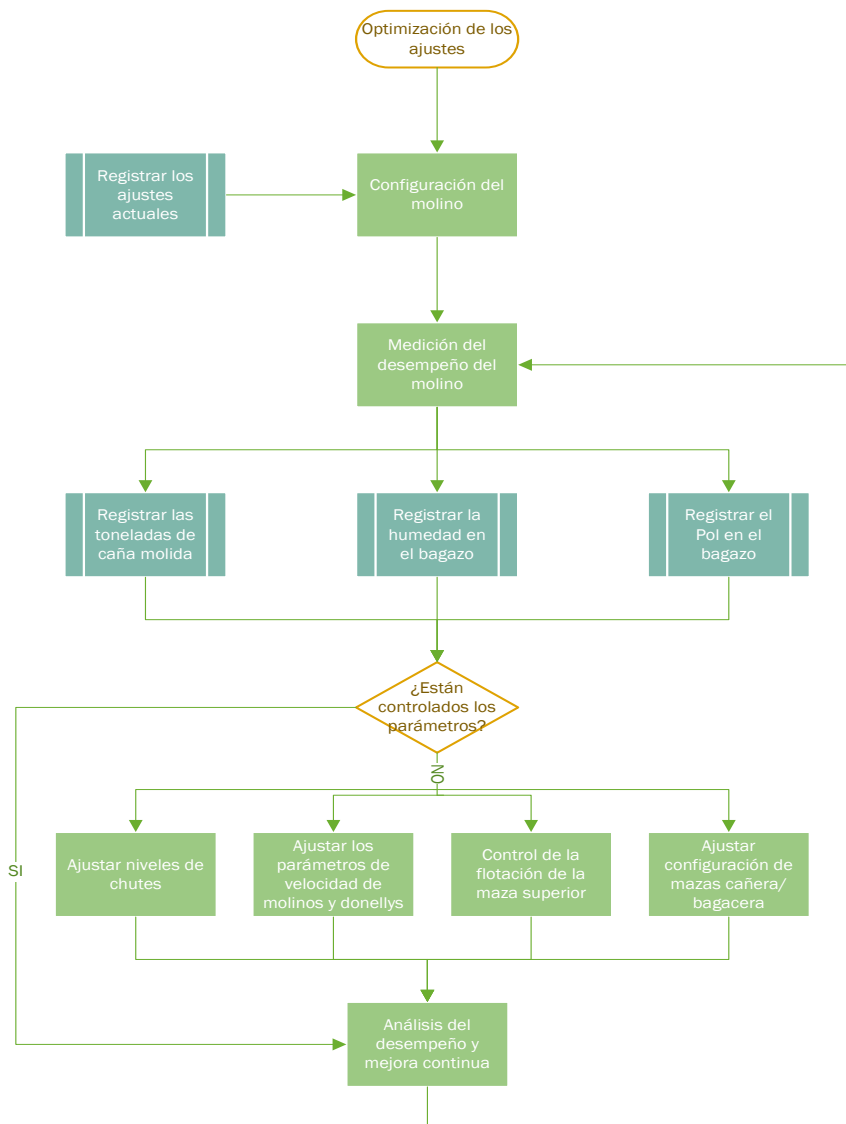 Optimización de los
ajustes
Registrar los
ajustes
actuales
Configuración del
molino
Medición del
desempeño del
molino
Registrar las
toneladas de
caña molida
Registrar la
humedad en
el bagazo
Registrar el
Pol en el
bagazo
¿Están
controlados los
parámetros?
NO
SI
Ajustar niveles de
chutes
Ajustar los
parámetros de
velocidad de
molinos y donellys
Control de la
flotación de la
maza superior
Ajustar
configuración de
mazas cañera/
bagacera
Análisis del
desempeño y
mejora continua